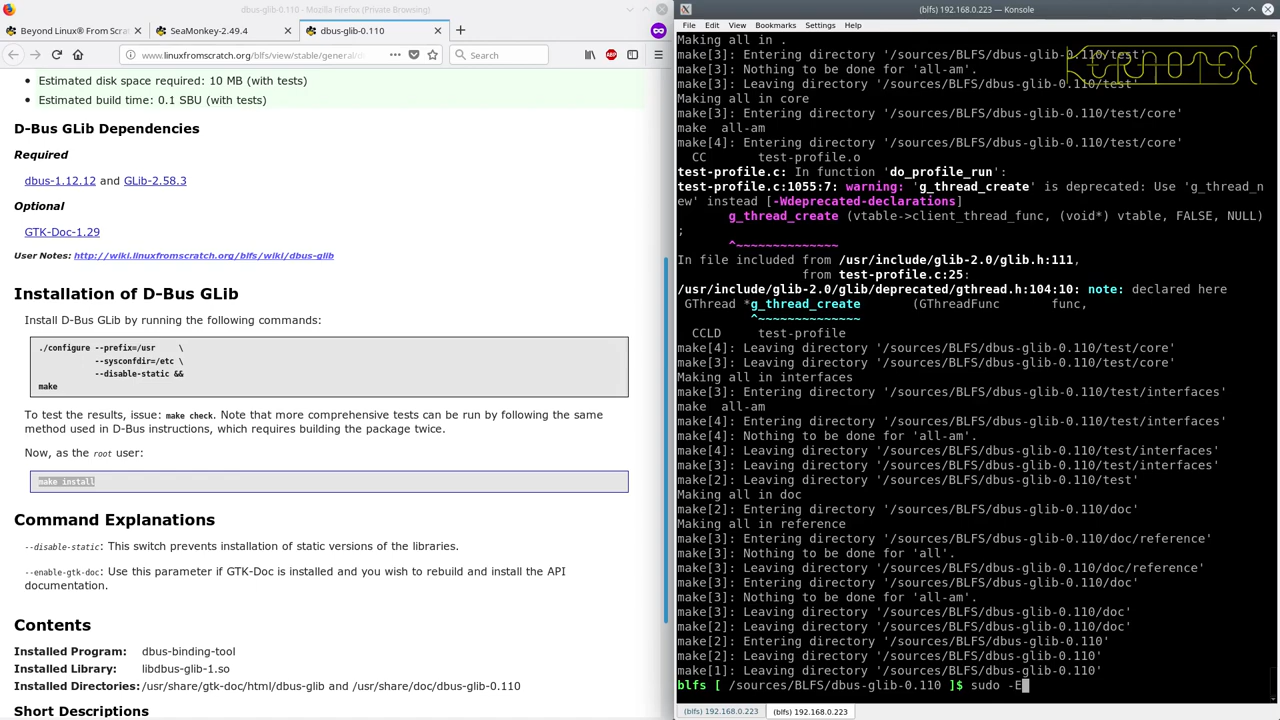 dbus-glib-0.110 - Mozilla Firefox (Private Browsing)
Beyond Linux® From Scra
SeaMonkey-2.49.4
dbus-glib-0.110
www.linuxfromscratch.org/blfs/view/stable/general
Search
Estimated disk space required: 10 MB (with tests)
Estimated build time: 0.1 SBU (with tests)
D-Bus GLib Dependencies
Required
dbus-1.12.12 and GLib-2.58.3
Optional
GTK-Doc-1.29
User Notes: http://wiki.linuxfromscratch.org/blfs/wiki/dbus-glib
Installation of D-Bus GLib
Install D-Bus GLib by running the following commands:
./configure --prefix=/usr \
--sysconfdir=/etc \
--disable-static &&
make
To test the results, issue: make check. Note that more comprehensive tests can be run by following the same
method used in D-Bus instructions, which requires building the package twice.
Now, as the root user:
make install
Command Explanations
--disable-static: This switch prevents installation of static versions of the libraries.
--enable-gtk-doc: Use this parameter if GTK-Doc is installed and you wish to rebuild and install the API
documentation.
Contents
Installed Program: dbus-binding-tool
Installed Library: libdbus-glib-1.so
Installed Directories: /usr/share/gtk-doc/html/dbus-glib and /usr/share/doc/dbus-glib-0.110
Short Descriptions
(blfs) 192.168.0.223 — Konsole
File Edit View Bookmarks Settings Help
Making all in .
make[3]: Entering directory '/sources/BLFS/dbus-glib-0.110/test'
make[3]: Nothing to be done for 'all-am'.
make[3]: Leaving directory '/sources/BLFS/dbus-glib-0.110/test'
Making all in core
make[3]: Entering directory '/sources/BLFS/dbus-glib-0.110/test/core'
make  all-am
make[4]: Entering directory '/sources/BLFS/dbus-glib-0.110/test/core'
CC       test-profile.o
test-profile.c: In function 'do_profile_run':
test-profile.c:1055:7: warning: 'g_thread_create' is deprecated: Use 'g_thread_n
ew' instead [-Wdeprecated-declarations]
g_thread_create (vtable->client_thread_func, (void*) vtable, FALSE, NULL)
;
^~~~~~~~~~~~~~~
In file included from /usr/include/glib-2.0/glib.h:111,
from test-profile.c:25:
/usr/include/glib-2.0/glib/deprecated/gthread.h:104:10: note: declared here
GThread *g_thread_create       (GThreadFunc       func,
^~~~~~~~~~~~~~~
CCLD     test-profile
make[4]: Leaving directory '/sources/BLFS/dbus-glib-0.110/test/core'
make[3]: Leaving directory '/sources/BLFS/dbus-glib-0.110/test/core'
Making all in interfaces
make[3]: Entering directory '/sources/BLFS/dbus-glib-0.110/test/interfaces'
make  all-am
make[4]: Entering directory '/sources/BLFS/dbus-glib-0.110/test/interfaces'
make[4]: Nothing to be done for 'all-am'.
make[4]: Leaving directory '/sources/BLFS/dbus-glib-0.110/test/interfaces'
make[3]: Leaving directory '/sources/BLFS/dbus-glib-0.110/test/interfaces'
make[2]: Leaving directory '/sources/BLFS/dbus-glib-0.110/test'
Making all in doc
make[2]: Entering directory '/sources/BLFS/dbus-glib-0.110/doc'
Making all in reference
make[3]: Entering directory '/sources/BLFS/dbus-glib-0.110/doc/reference'
make[3]: Nothing to be done for 'all'.
make[3]: Leaving directory '/sources/BLFS/dbus-glib-0.110/doc/reference'
make[3]: Entering directory '/sources/BLFS/dbus-glib-0.110/doc'
make[3]: Nothing to be done for 'all-am'.
make[3]: Leaving directory '/sources/BLFS/dbus-glib-0.110/doc'
make[2]: Leaving directory '/sources/BLFS/dbus-glib-0.110/doc'
make[2]: Entering directory '/sources/BLFS/dbus-glib-0.110'
make[2]: Leaving directory '/sources/BLFS/dbus-glib-0.110'
make[1]: Leaving directory '/sources/BLFS/dbus-glib-0.110'
blfs [ /sources/BLFS/dbus-glib-0.110 ]$ sudo -E
(blfs) 192.168.0.223
(blfs) 192.168.0.223